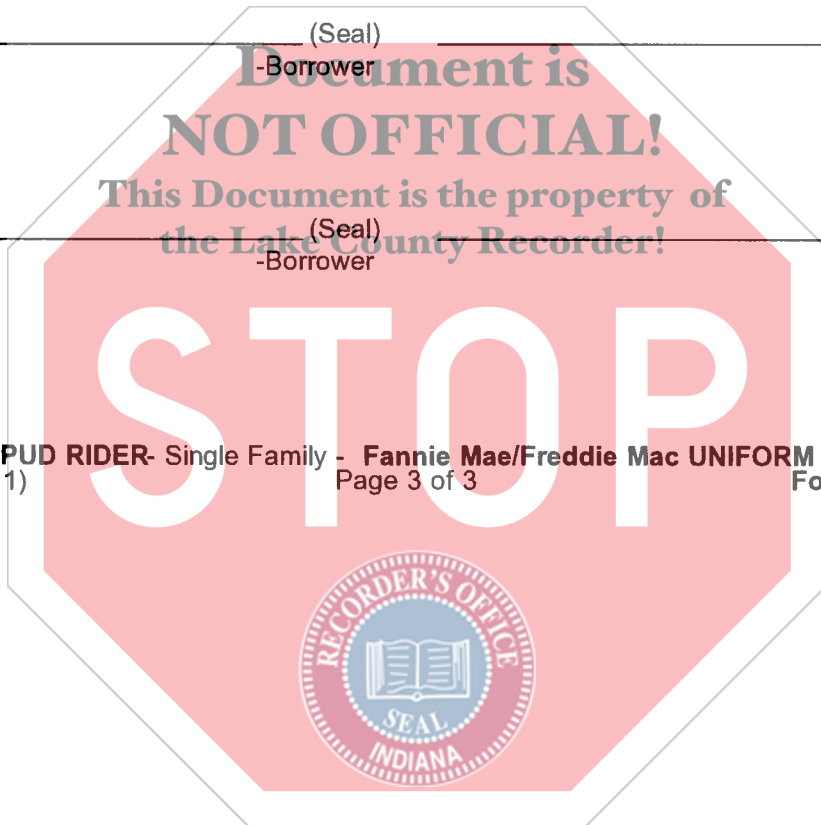 (Seal)
-Borrower
Document is
NOT OFFICIAL!
This Document is the property of
the Lake County Recorder!
(Seal)
-Borrower
STOP
PUD RIDER- Single Family - Fannie Mae/Freddie Mac UNIFORM
1) Page 3 of 3 Fo
RECORDER'S OFFICE
SEAL
INDIANA